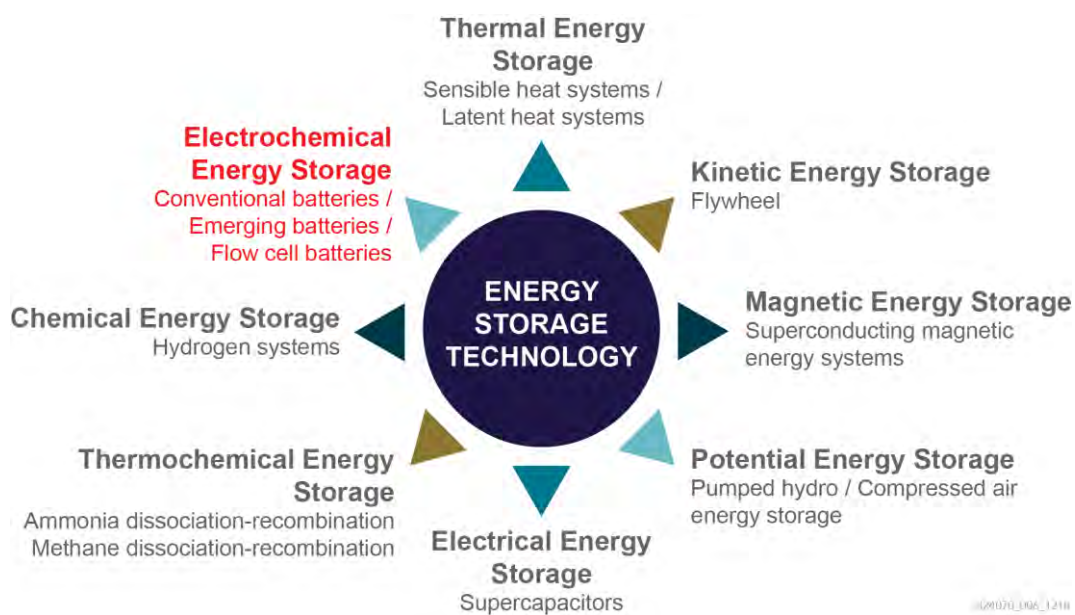 Thermal Energy
Storage
Sensible heat systems /
Latent heat systems
Electrochemical
Energy Storage
Conventional batteries /
Emerging batteries /
Flow cell batteries
Kinetic Energy Storage
Flywheel
ENERGY
STORAGE
TECHNOLOGY
Chemical Energy Storage
Hydrogen systems
Magnetic Energy Storage
Superconducting magnetic
energy systems
Thermochemical Energy
Storage
Ammonia dissociation-recombination
Methane dissociation-recombination
Potential Energy Storage
Pumped hydro / Compressed air
energy storage
Electrical Energy
Storage
Supercapacitors